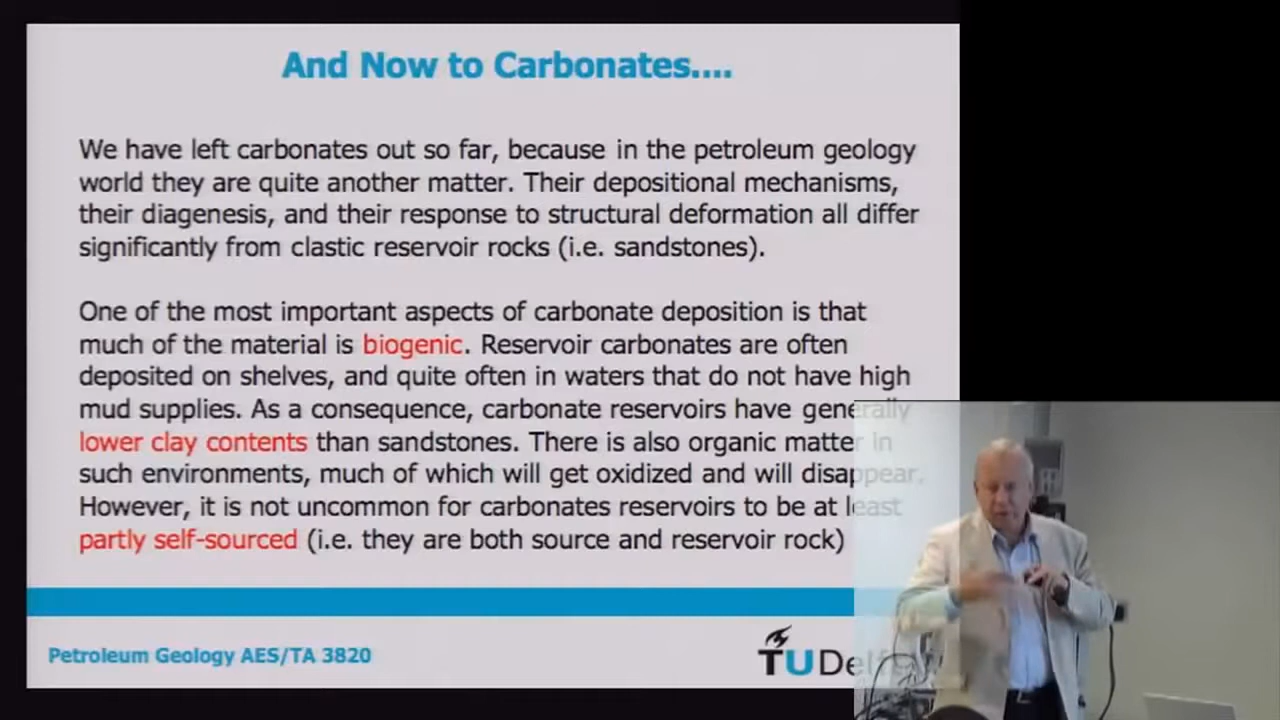 And Now to Carbonates....
We have left carbonates out so far, because in the petroleum geology
world they are quite another matter. Their depositional mechanisms,
their diagenesis, and their response to structural deformation all differ
significantly from clastic reservoir rocks (i.e. sandstones).
One of the most important aspects of carbonate deposition is that
much of the material is biogenic. Reservoir carbonates are often
deposited on shelves, and quite often in waters that do not have high
mud supplies. As a consequence, carbonate reservoirs have generally
lower clay contents than sandstones. There is also organic matter in
such environments, much of which will get oxidized and will disappear.
However, it is not uncommon for carbonates reservoirs to be at least
partly self-sourced (i.e. they are both source and reservoir rock)
Petroleum Geology AES/TA 3820
TU Delf